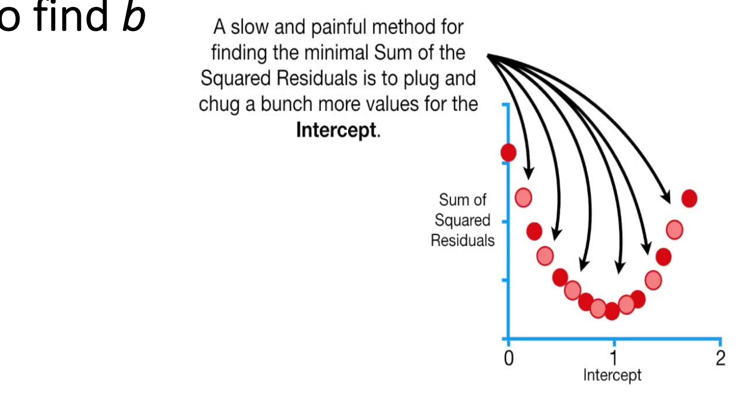 o find b
A slow and painful method for
finding the minimal Sum of the
Squared Residuals is to plug and
chug a bunch more values for the
Intercept.
Sum of
Squared
Residuals
0 1 2
Intercept